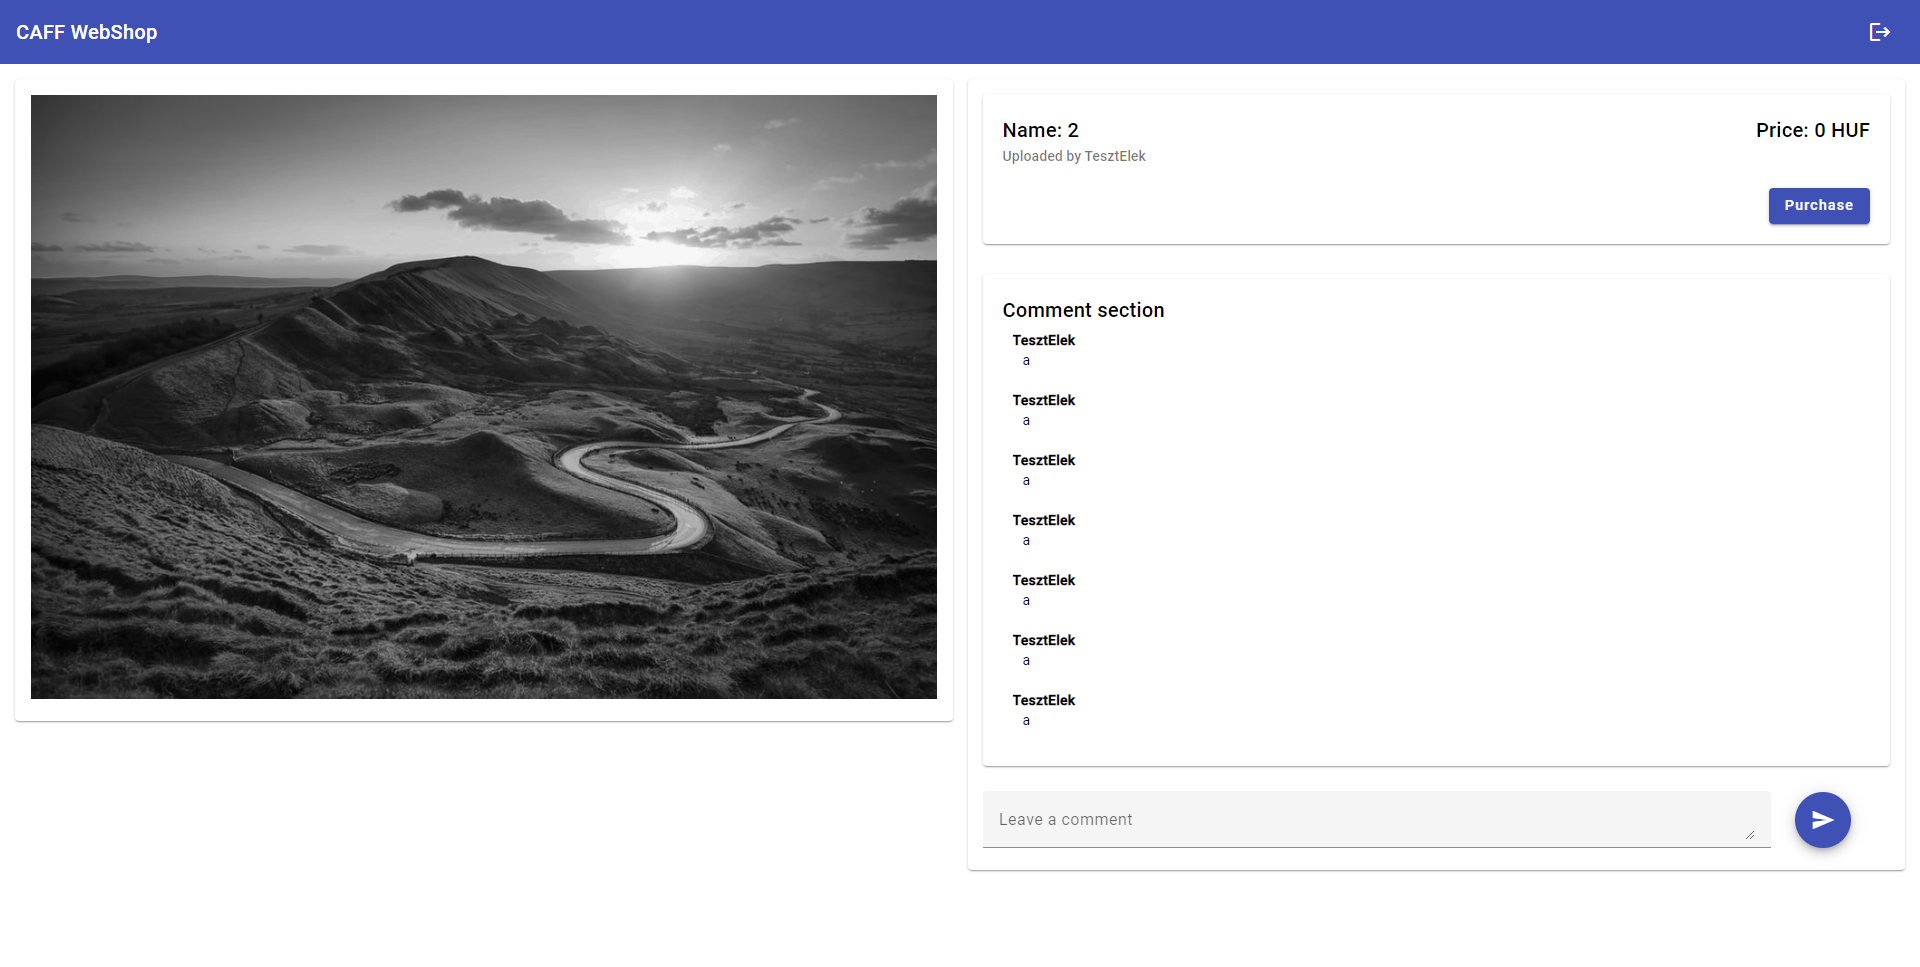 CAFF WebShop
Name: 2
Price: 0 HUF
Uploaded by TesztElek
Purchase
Comment section
TesztElek
a
TesztElek
a
TesztElek
a
TesztElek
a
TesztElek
a
TesztElek
a
TesztElek
a
Leave a comment